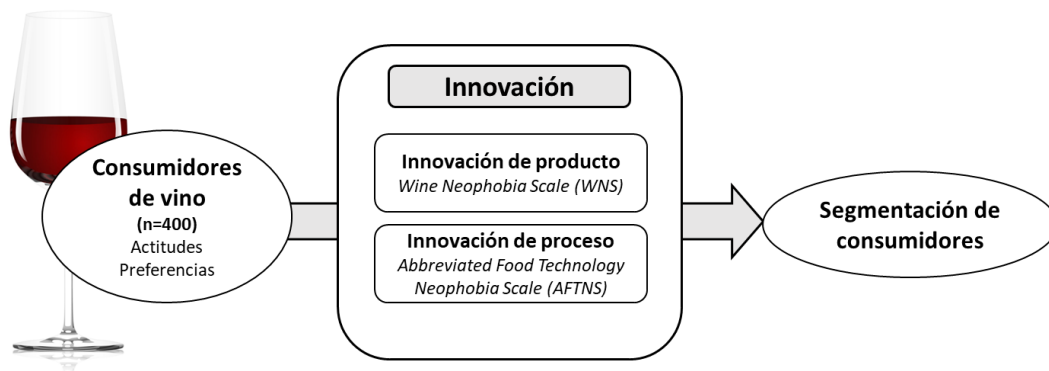 Consumidores
de vino
(n=400)
Actitudes
Preferencias
Innovación
Innovación de producto
Wine Neophobia Scale (WNS)
Innovación de proceso
Abbreviated Food Technology
Neophobia Scale (AFTNS)
Segmentación de
consumidores